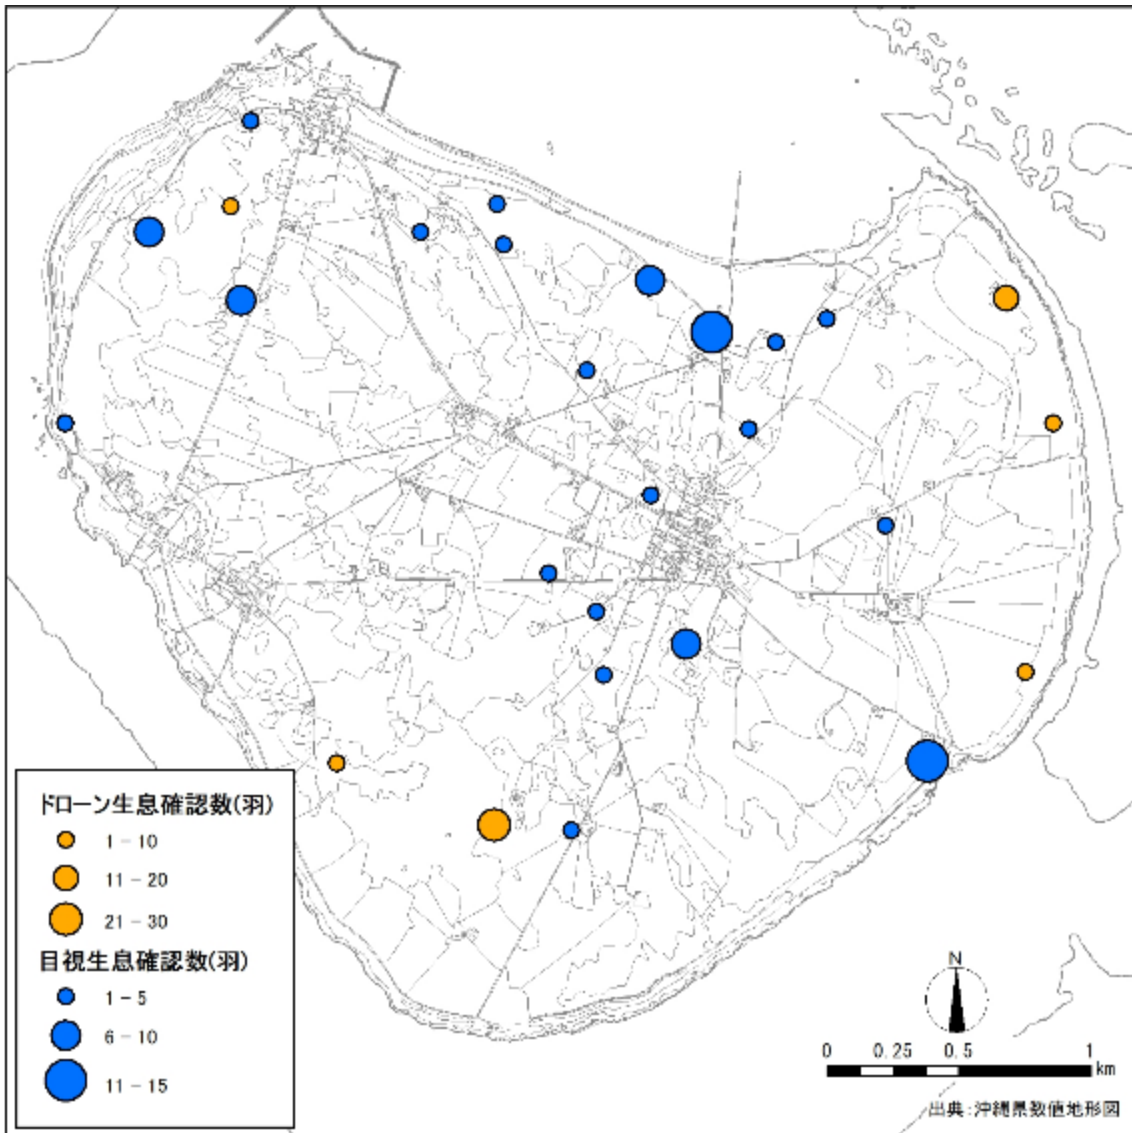 ドローン生息確認数(羽)
1 – 10
11 – 20
21 – 30
目視生息確認数(羽)
1 – 5
6 – 10
11 – 15
N
0 0.25 0.5 1
km
出典:沖縄県数値地形図